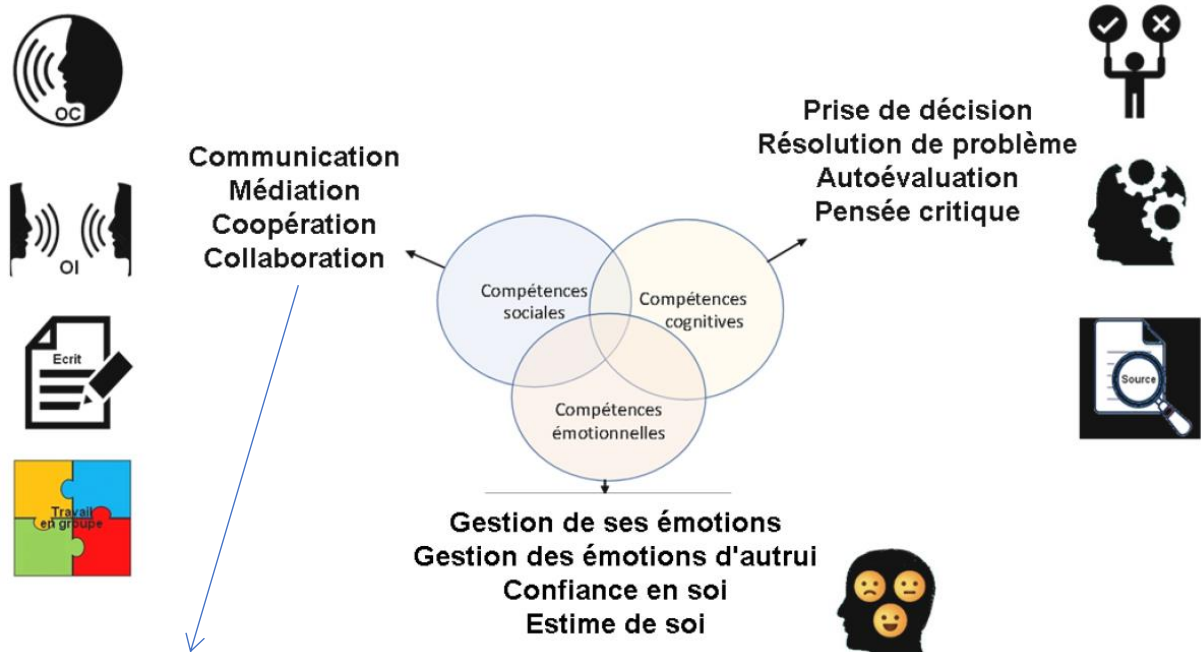 OC
OI
Ecrit
Travail
en groupe
Communication
Médiation
Coopération
Collaboration
Compétences
sociales
Compétences
cognitives
Compétences
émotionnelles
Gestion de ses émotions
Gestion des émotions d'autrui
Confiance en soi
Estime de soi
Prise de décision
Résolution de problème
Autoévaluation
Pensée critique
Source